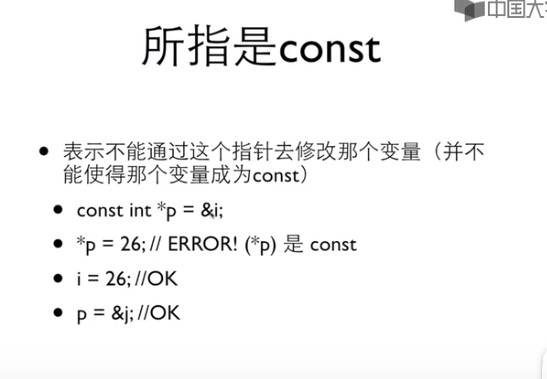 中国大学
所指是const
• 表示不能通过这个指针去修改那个变量（并不
能使得那个变量成为const）
• const int *p = &i;
• *p = 26; // ERROR! (*p) 是 const
• i = 26; //OK
• p = &j; //OK